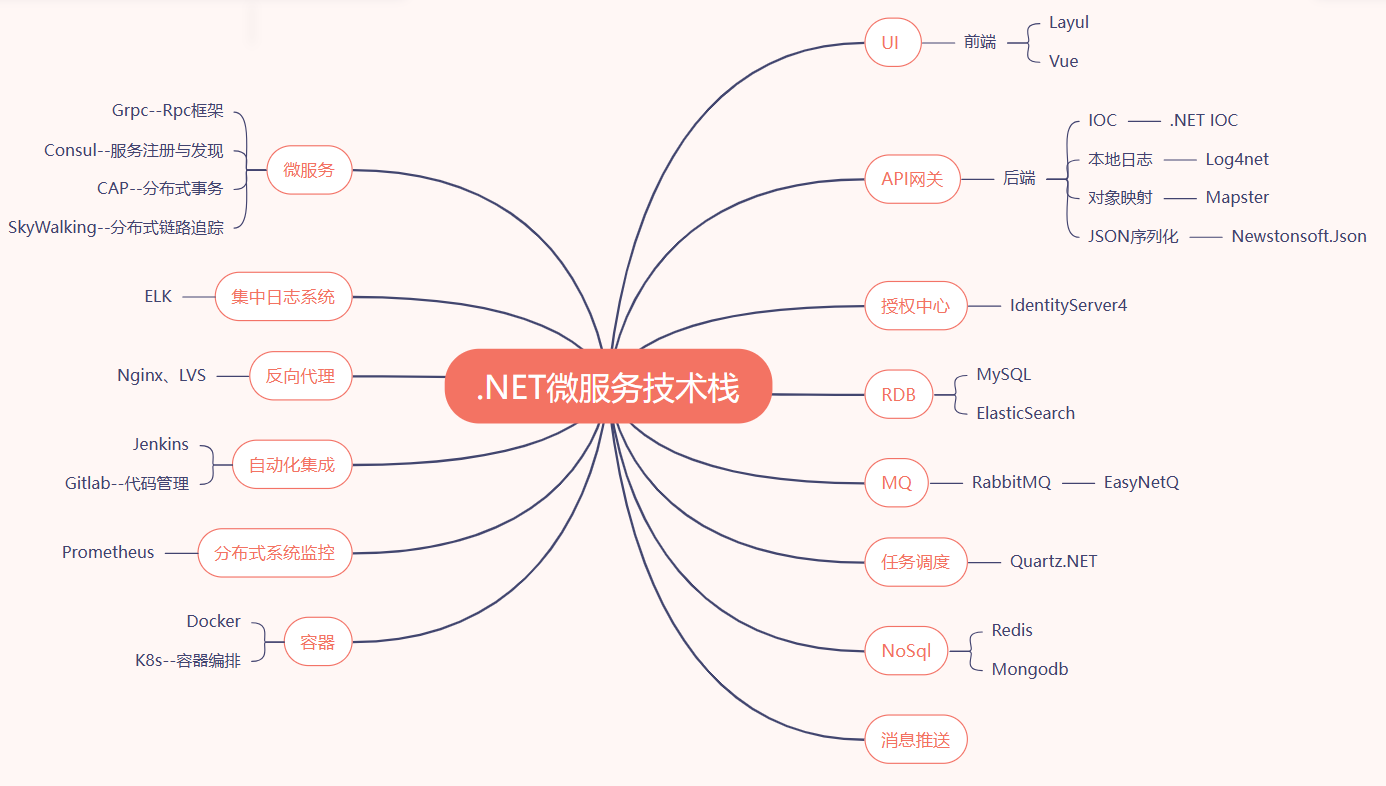 .NET微服务技术栈
UI
前端
LayuI
Vue
API网关
后端
IOC
.NET IOC
本地日志
Log4net
对象映射
Mapster
JSON序列化
Newstonsoft.Json
授权中心
IdentityServer4
RDB
MySQL
ElasticSearch
MQ
RabbitMQ
EasyNetQ
任务调度
Quartz.NET
NoSql
Redis
Mongodb
消息推送
微服务
Grpc--Rpc框架
Consul--服务注册与发现
CAP--分布式事务
SkyWalking--分布式链路追踪
集中日志系统
ELK
反向代理
Nginx、LVS
自动化集成
Jenkins
Gitlab--代码管理
分布式系统监控
Prometheus
容器
Docker
K8s--容器编排